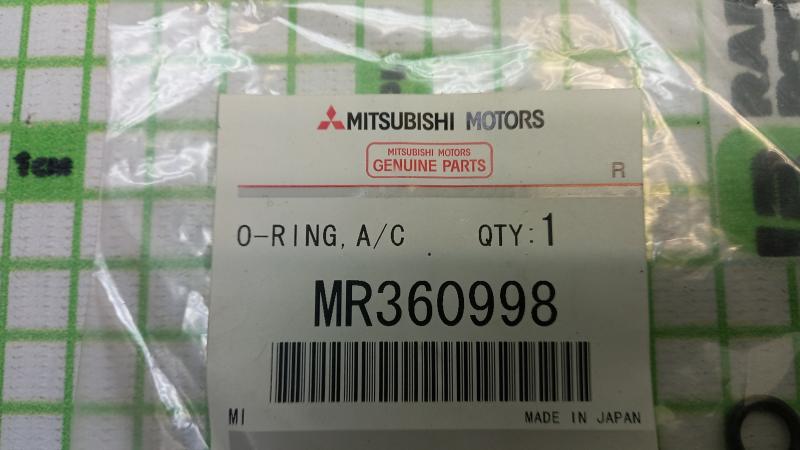 MITSUBISHI MOTORS
MITSUBISHI MOTORS
GENUINE PARTS
R
O-RING, A/C QTY: 1
MR360998
MI MADE IN JAPAN
1cm